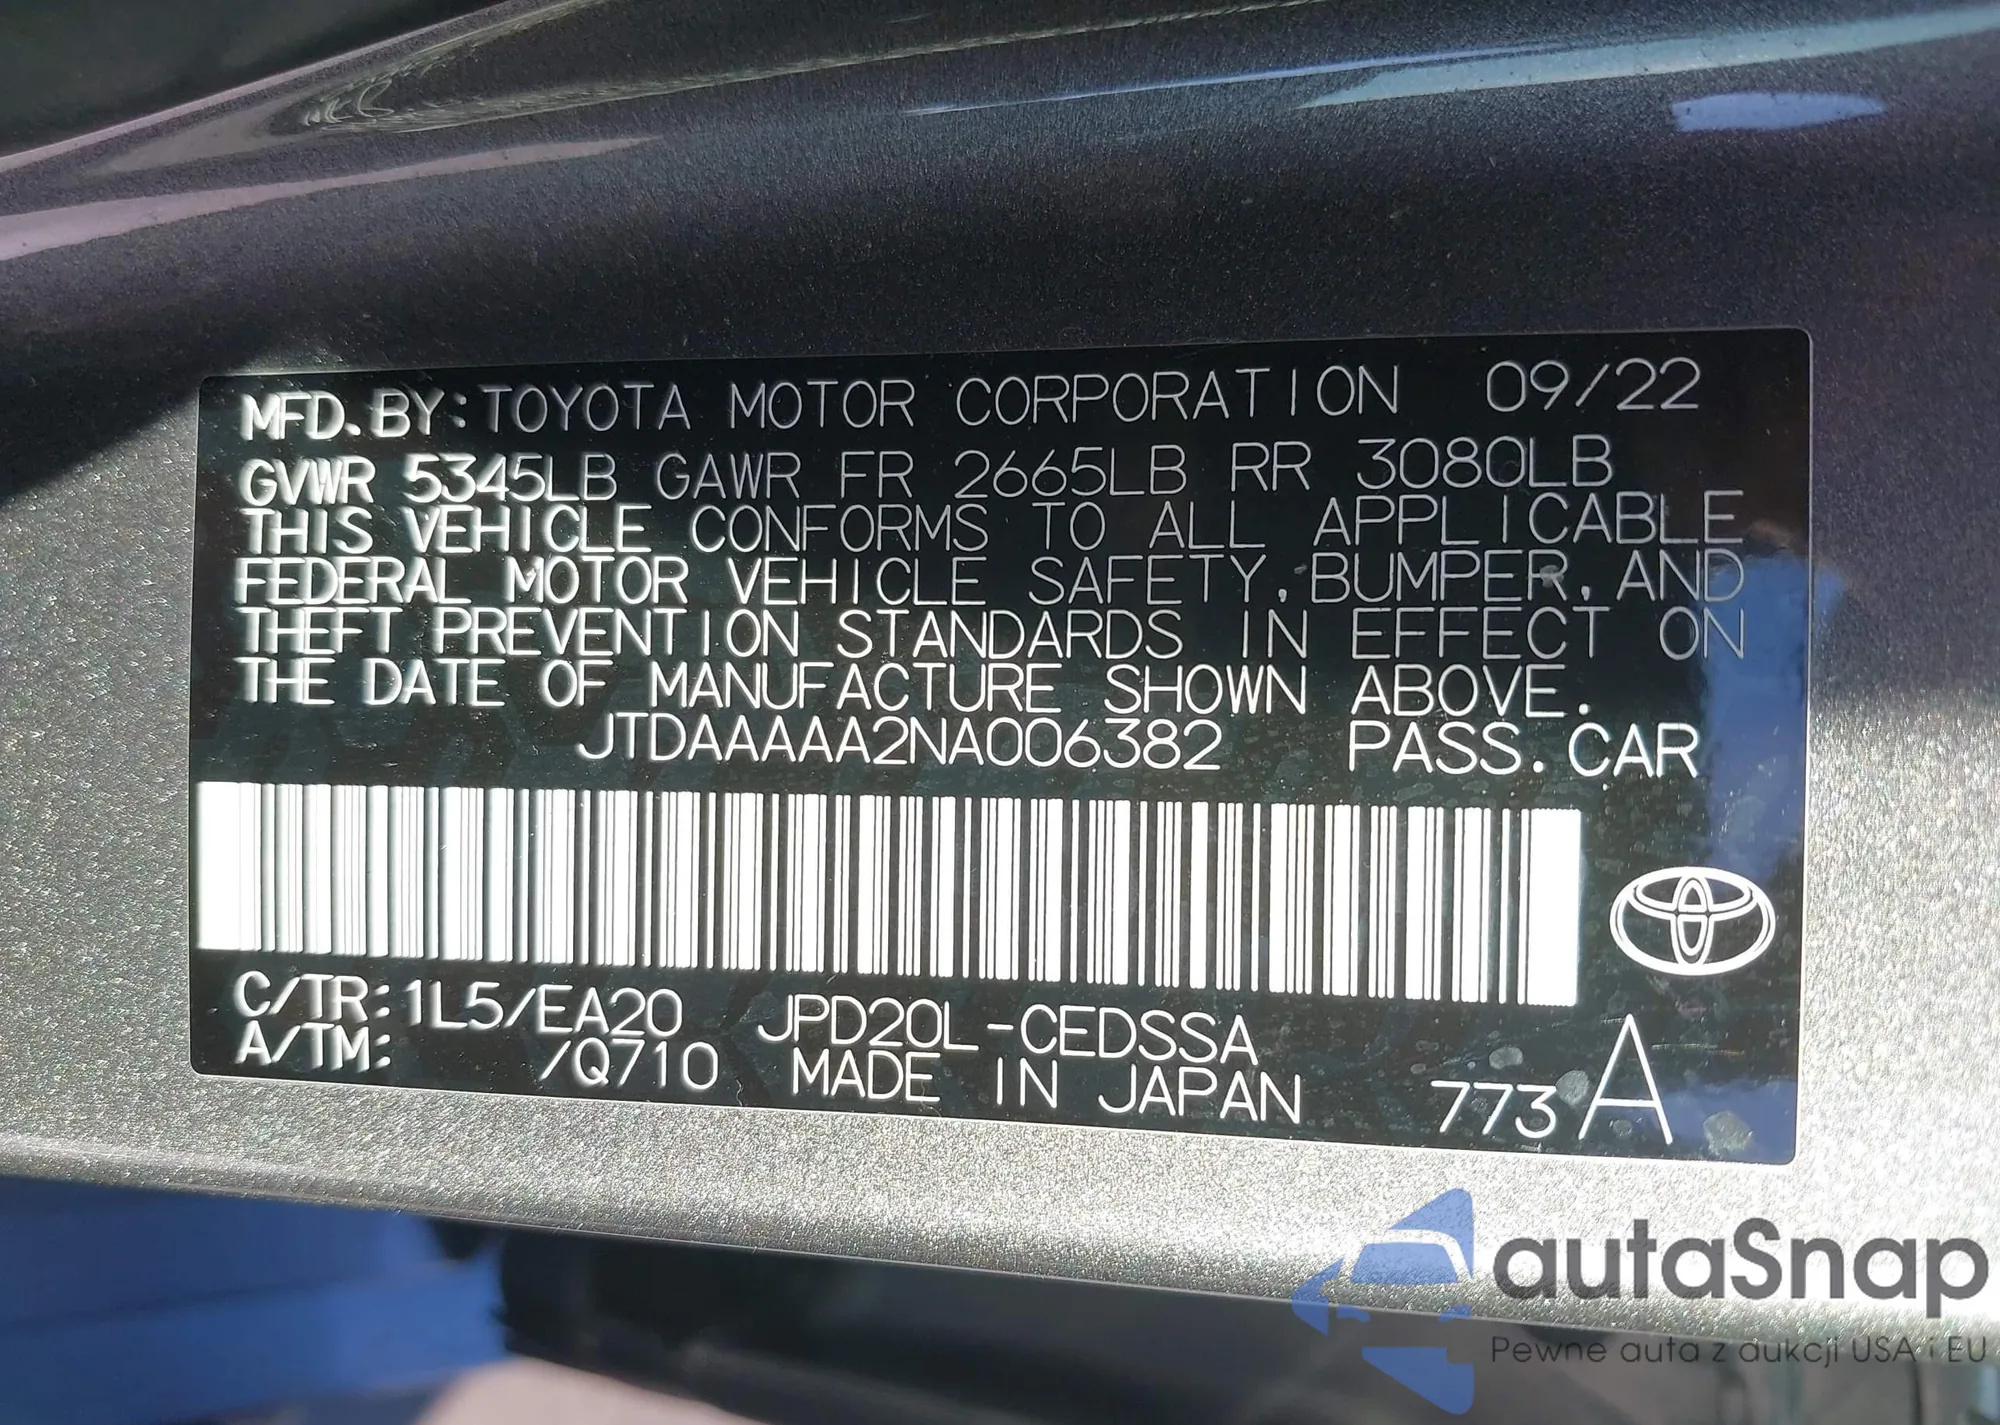 MFD. BY: TOYOTA MOTOR CORPORATION 09/22
GVWR 5345LB GAWR FR 2665LB RR 3080LB
THIS VEHICLE CONFORMS TO ALL APPLICABLE
FEDERAL MOTOR VEHICLE SAFETY, BUMPER, AND
THEFT PREVENTION STANDARDS IN EFFECT ON
THE DATE OF MANUFACTURE SHOWN ABOVE.
JTDAAAAA2NA006382 PASS. CAR
C/TR: 1L5/EA20 JPD20L-CEDSSA
A/TM: /Q710 MADE IN JAPAN 773 A
autaSnap
Pewne auta z aukcji USA i EU